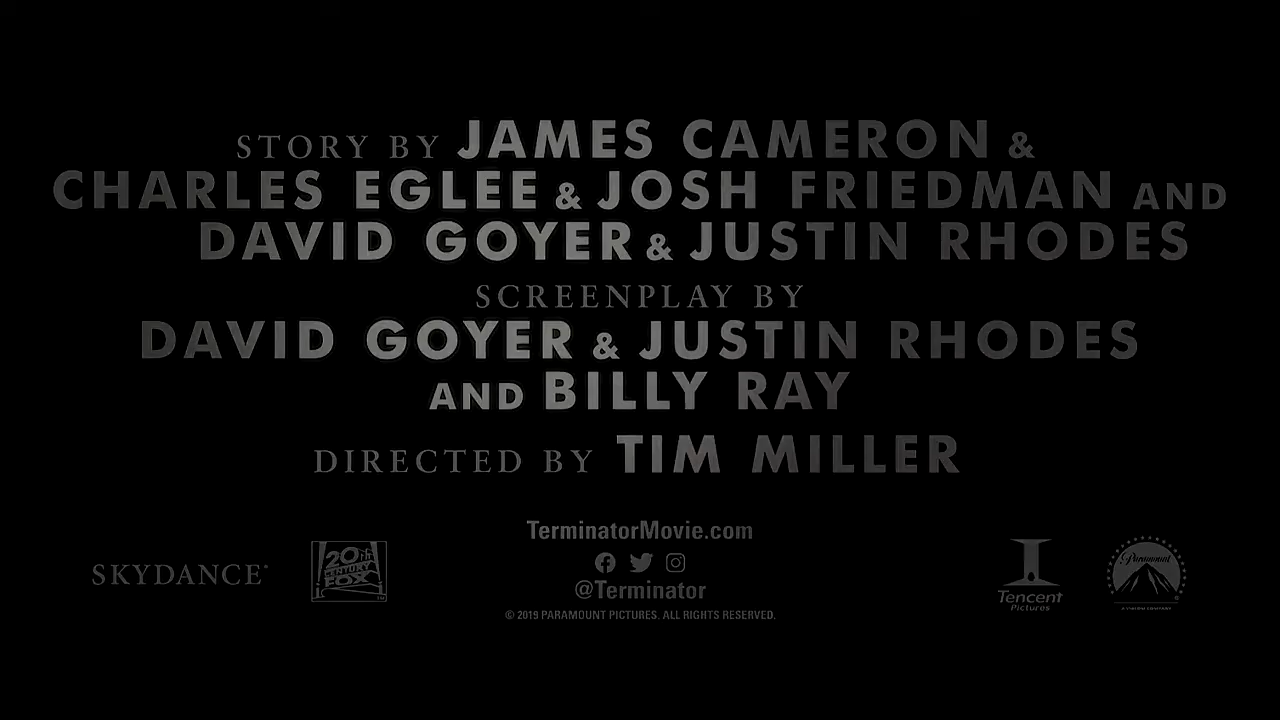 STORY BY JAMES CAMERON &
CHARLES EGLEE & JOSH FRIEDMAN AND
DAVID GOYER & JUSTIN RHODES
SCREENPLAY BY
DAVID GOYER & JUSTIN RHODES
AND BILLY RAY
DIRECTED BY TIM MILLER
TerminatorMovie.com
@Terminator
© 2019 PARAMOUNT PICTURES. ALL RIGHTS RESERVED.
SKYDANCE
20th
CENTURY
FOX
Tencent
Pictures
Paramount
A VIACOM COMPANY